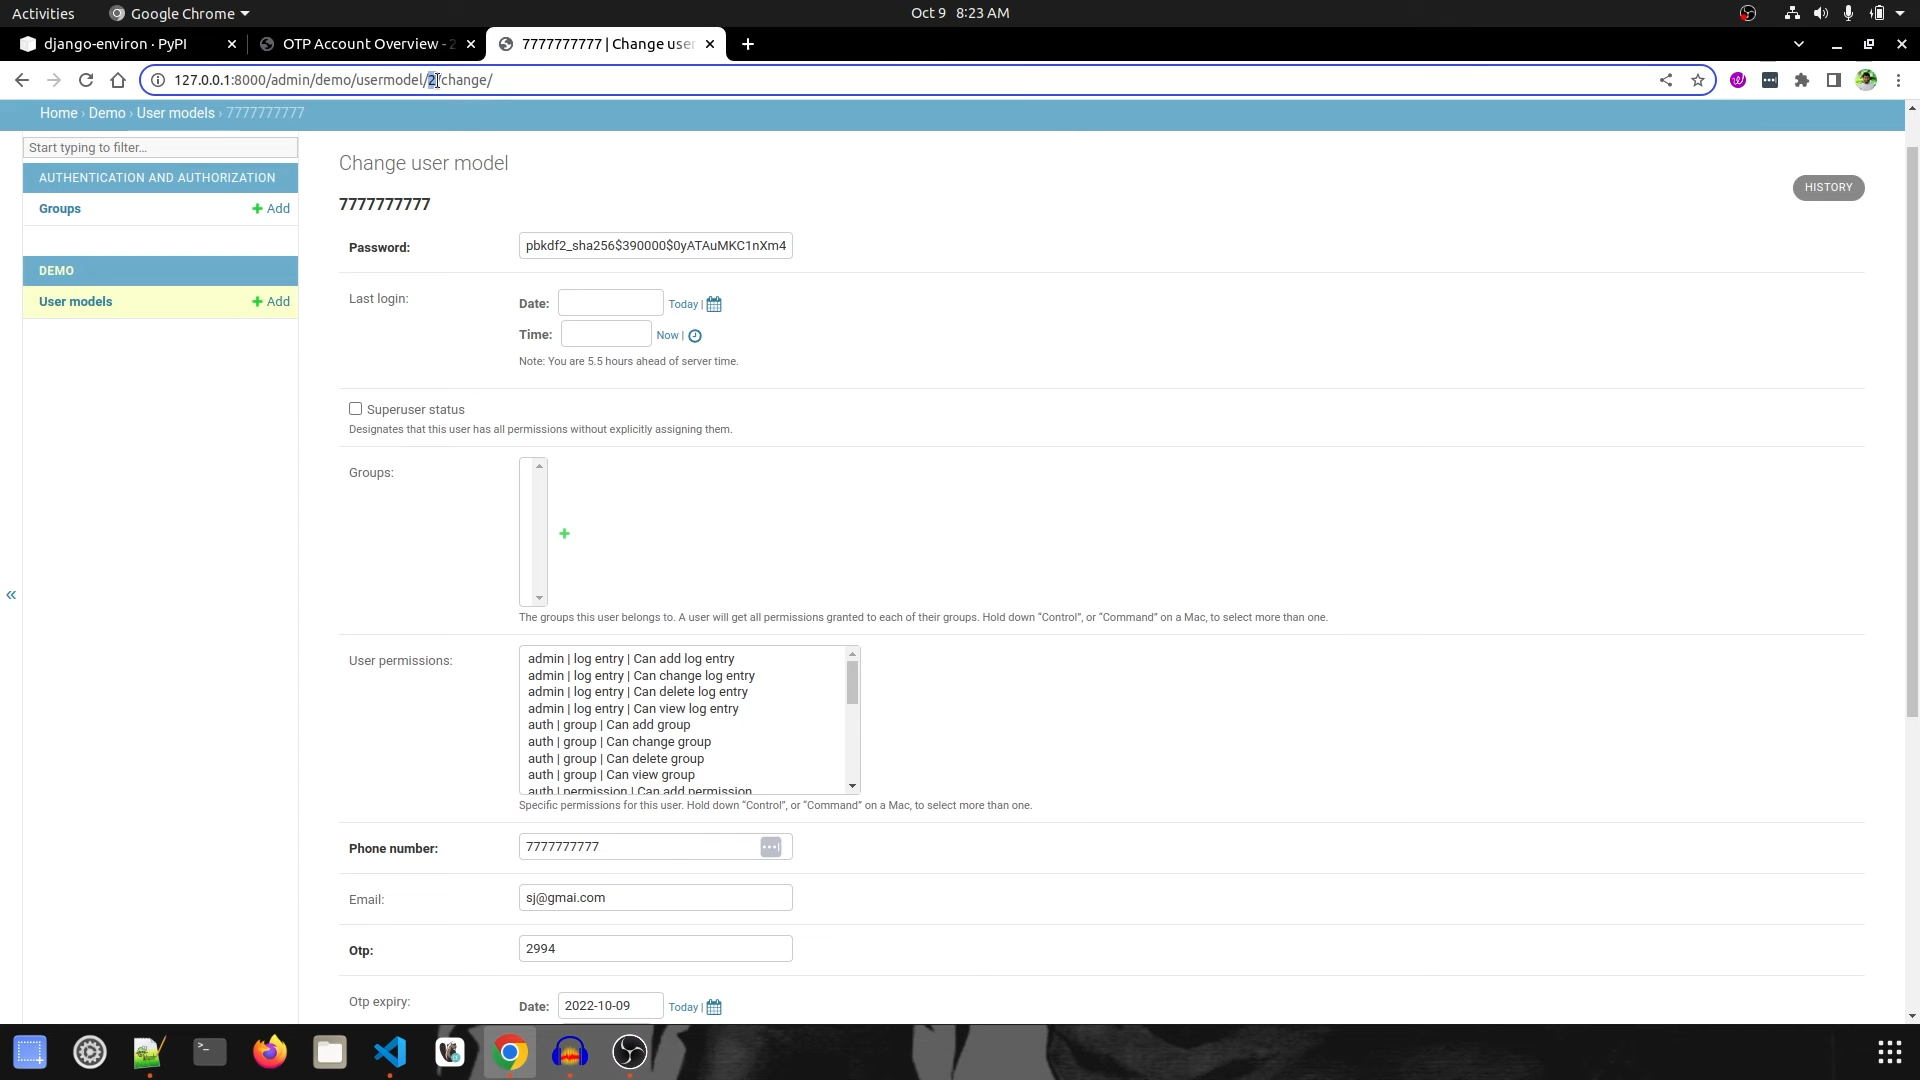 Activities
Google Chrome
Oct 9 8:23 AM
django-environ · PyPI
OTP Account Overview - 2
7777777777 | Change user
127.0.0.1:8000/admin/demo/usermodel/2/change/
Home › Demo › User models › 7777777777
Start typing to filter...
AUTHENTICATION AND AUTHORIZATION
Groups
Add
DEMO
User models
Add
Change user model
HISTORY
7777777777
Password:
pbkdf2_sha256$390000$0yATAuMKC1nXm4
Last login:
Date:
Today |
Time:
Now |
Note: You are 5.5 hours ahead of server time.
Superuser status
Designates that this user has all permissions without explicitly assigning them.
Groups:
The groups this user belongs to. A user will get all permissions granted to each of their groups. Hold down “Control”, or “Command” on a Mac, to select more than one.
User permissions:
admin | log entry | Can add log entry
admin | log entry | Can change log entry
admin | log entry | Can delete log entry
admin | log entry | Can view log entry
auth | group | Can add group
auth | group | Can change group
auth | group | Can delete group
auth | group | Can view group
auth | permission | Can add permission
Specific permissions for this user. Hold down “Control”, or “Command” on a Mac, to select more than one.
Phone number:
7777777777
Email:
sj@gmai.com
Otp:
2994
Otp expiry:
Date:
2022-10-09
Today |